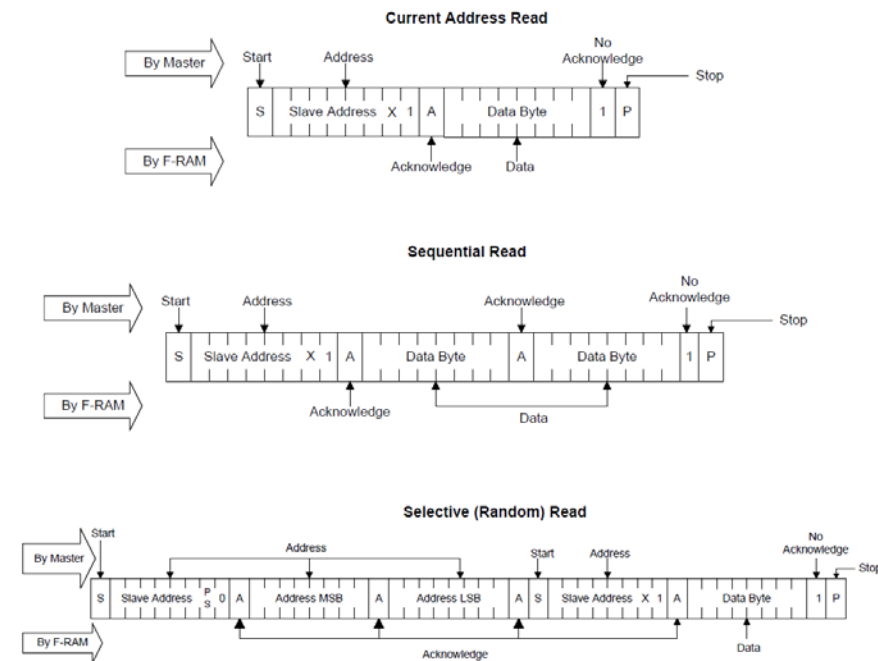 Current Address Read
By Master
Start
Address
No
Acknowledge
Stop
S Slave Address X 1 A Data Byte 1 P
By F-RAM
Acknowledge
Data
Sequential Read
By Master
Start
Address
Acknowledge
No
Acknowledge
Stop
S Slave Address X 1 A Data Byte A Data Byte 1 P
By F-RAM
Acknowledge
Data
Selective (Random) Read
By Master
Start
Address
Start
Address
No
Acknowledge
Stop
S Slave Address PS 0 A Address MSB A Address LSB A S Slave Address X 1 A Data Byte 1 P
By F-RAM
Acknowledge
Data